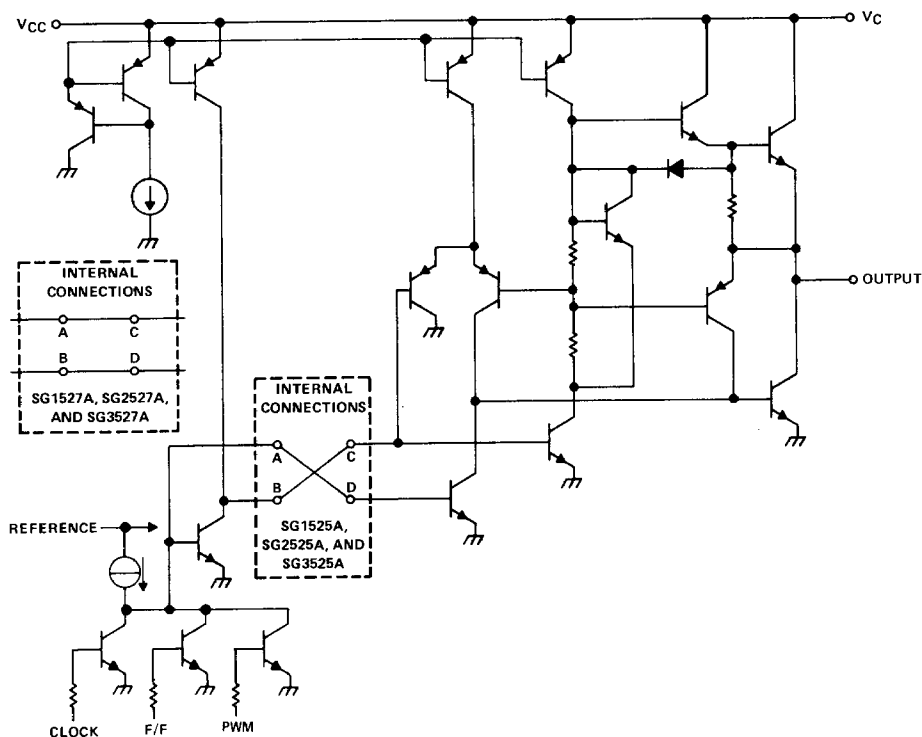 VCC
VC
INTERNAL
CONNECTIONS
A C
B D
SG1527A, SG2527A,
AND SG3527A
OUTPUT
INTERNAL
CONNECTIONS
A C
B D
SG1525A,
SG2525A, AND
SG3525A
REFERENCE
CLOCK
F/F
PWM